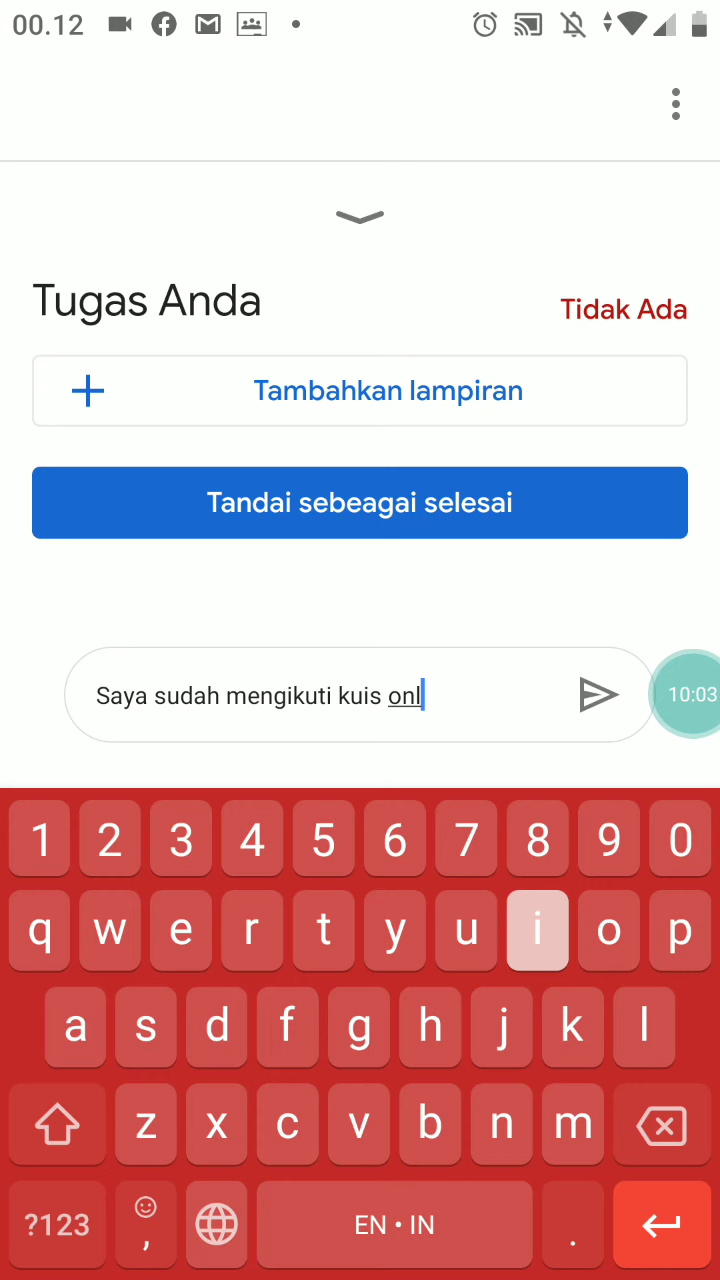 00.12
Tugas Anda
Tidak Ada
Tambahkan lampiran
Tandai sebeagai selesai
Saya sudah mengikuti kuis onl
10:03
1 2 3 4 5 6 7 8 9 0
q w e r t y u i o p
a s d f g h j k l
z x c v b n m
?123 , EN • IN .